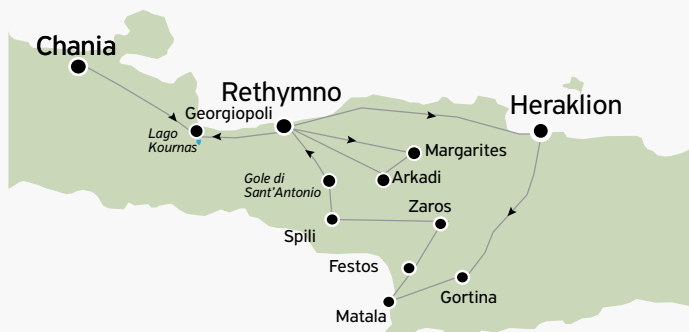 Chania
Rethymno
Heraklion
Georgiopoli
Lago
Kournas
Margarites
Gole di
Sant'Antonio
Arkadi
Zaros
Spili
Festos
Gortina
Matala